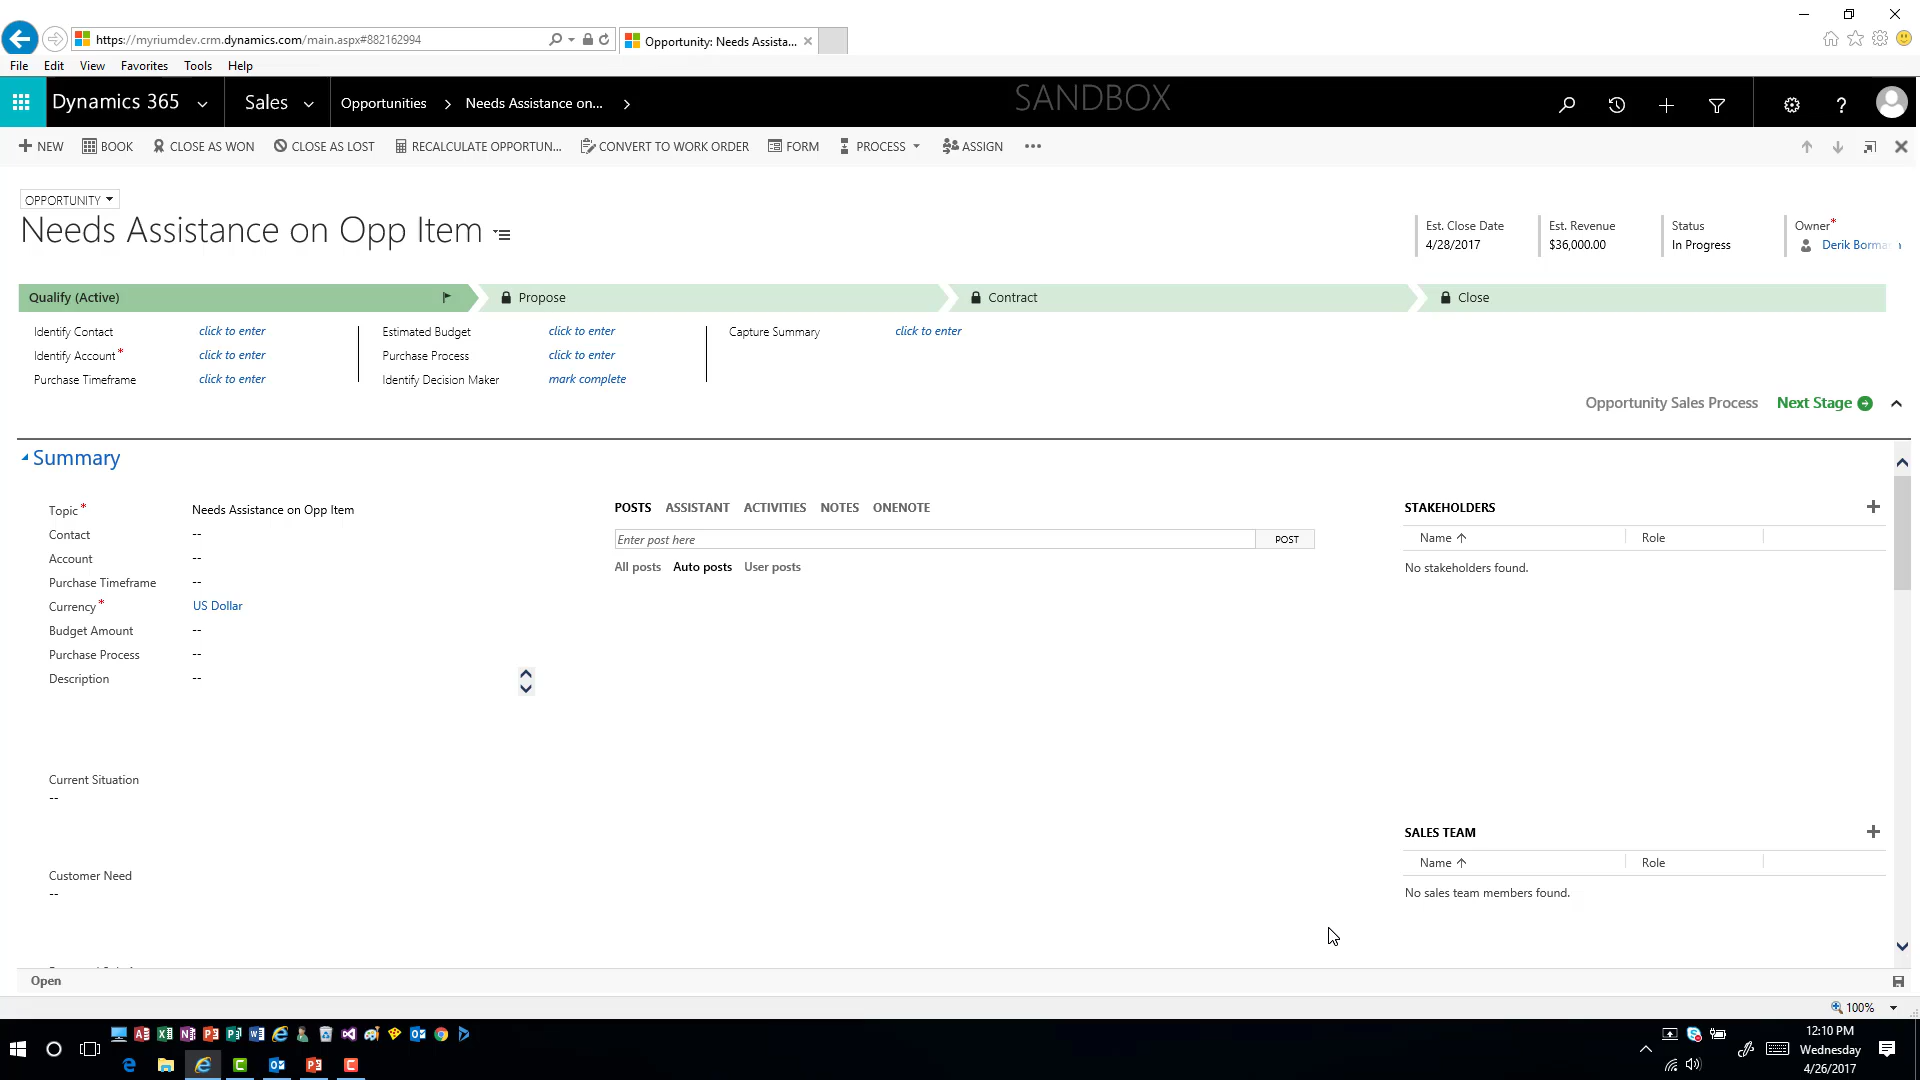 https://myriumdev.crm.dynamics.com/main.aspx#882162994
Opportunity: Needs Assista...
File Edit View Favorites Tools Help
Dynamics 365 Sales Opportunities Needs Assistance on... SANDBOX
NEW BOOK CLOSE AS WON CLOSE AS LOST RECALCULATE OPPORTUN... CONVERT TO WORK ORDER FORM PROCESS ASSIGN •••
OPPORTUNITY
Needs Assistance on Opp Item
Est. Close Date Est. Revenue Status Owner*
4/28/2017 $36,000.00 In Progress Derik
Qualify (Active) Propose Contract Close
Identify Contact click to enter Estimated Budget click to enter Capture Summary click to enter
Identify Account* click to enter Purchase Process click to enter
Purchase Timeframe click to enter Identify Decision Maker mark complete
Opportunity Sales Process Next Stage
Summary
Topic* Needs Assistance on Opp Item
Contact --
Account --
Purchase Timeframe --
Currency* US Dollar
Budget Amount --
Purchase Process --
Description --
Current Situation
--
Customer Need
--
POSTS ASSISTANT ACTIVITIES NOTES ONENOTE
Enter post here POST
All posts Auto posts User posts
STAKEHOLDERS
Name Role
No stakeholders found.
SALES TEAM
Name Role
No sales team members found.
Open
100%
12:10 PM
Wednesday
4/26/2017